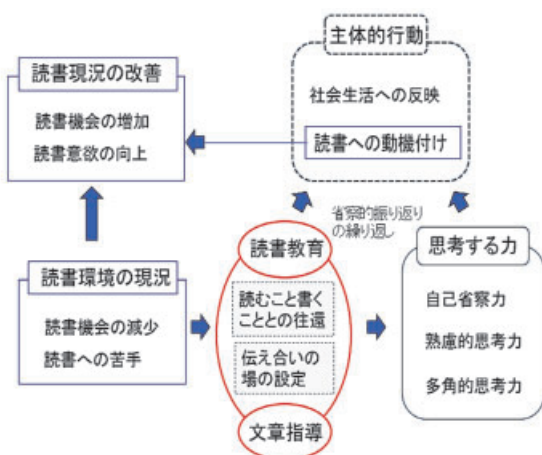 主体的行動
社会生活への反映
読書への動機付け
読書現況の改善
読書機会の増加
読書意欲の向上
省察的振り返り
の繰り返し
読書環境の現況
読書機会の減少
読書への苦手
読書教育
読むこと書く
こととの往還
伝え合いの
場の設定
文章指導
思考する力
自己省察力
熟慮的思考力
多角的思考力